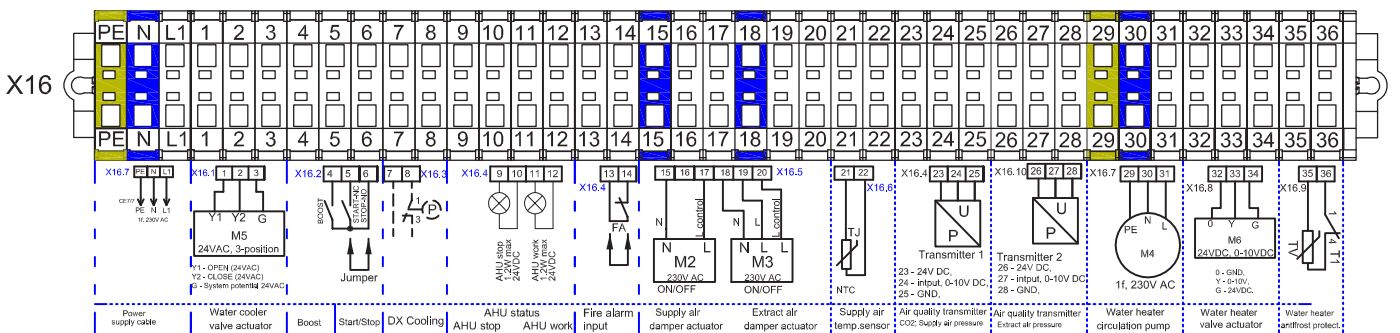 PE N L1 1 2 3 4 5 6 7 8 9 10 11 12 13 14 15 16 17 18 19 20 21 22 23 24 25 26 27 28 29 30 31 32 33 34 35 36
X16
PE N L1 1 2 3 4 5 6 7 8 9 10 11 12 13 14 15 16 17 18 19 20 21 22 23 24 25 26 27 28 29 30 31 32 33 34 35 36
X16.7 PE N L1
PE N L1
1f, 230V AC
Power
supply cable
X16.1 1 2 3
Y1 Y2 G
M5
24VAC, 3-position
Y1 - OPEN (24VAC)
Y2 - CLOSE (24VAC)
G - System potential 24VAC
Water cooler
valve actuator
X16.2 4 5 6
BOOST
START-NC
STOP-NO
Jumper
Boost
Start/Stop
7 8 X16.3
1
3
P
DX Cooling
X16.4 9 10 11 12
AHU stop
1.2W max
24VDC
AHU work
1.2W max
24VDC
AHU status
AHU stop AHU work
13 14
X16.4
FA
Fire alarm
input
15 16 17 18 19 20 X16.5
N L L control N L L control
N L
M2
230V AC
ON/OFF
N L
M3
230V AC
ON/OFF
Supply air
damper actuator
Extract air
damper actuator
21 22
X16,6
TJ
NTC
Supply air
temp.sensor
X16.4 23 24 25
U
P
Transmitter 1
23 - 24V DC,
24 - intput, 0-10V DC,
25 - GND,
Air quality transmitter
CO2; Supply air pressure
X16.10 26 27 28
U
P
Transmitter 2
26 - 24V DC,
27 - intput, 0-10V DC
28 - GND,
Air quality transmitter
Extract air pressure
X16.7 29 30 31
PE N L
M4
1f, 230V AC
Water heater
circulation pump
32 33 34
X16.8
0 Y G
M6
24VDC, 0-10VDC
0 - GND,
Y - 0-10V,
G - 24VDC.
Water heater
valve actuator
35 36
X16.9
TV
1
4
T1
Water heater
antifrost protect.